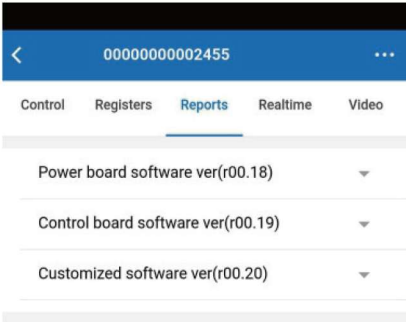 00000000002455
Control Registers Reports Realtime Video
Power board software ver(r00.18)
Control board software ver(r00.19)
Customized software ver(r00.20)